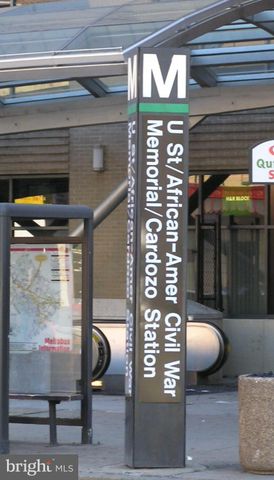 M
U St/African-Amer Civil War
Memorial/Cardozo Station
H&R BLOCK
Metrobus
Information
bright MLS